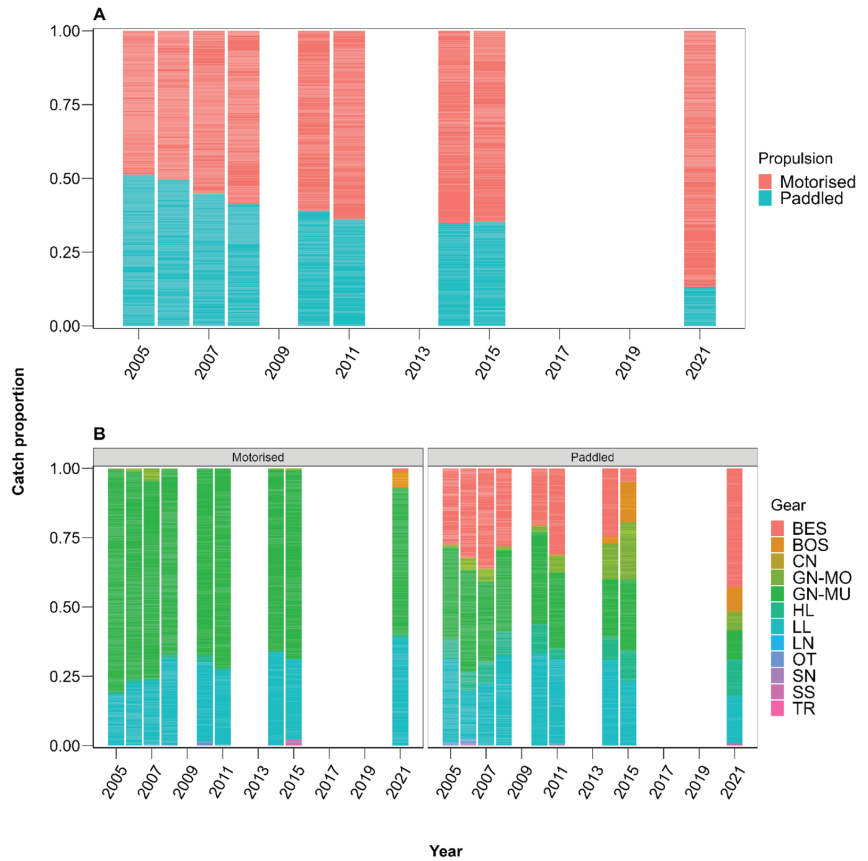 A
1.00
0.75
0.50
0.25
0.00
2005
2007
2009
2011
2013
2015
2017
2019
2021
Propulsion
Motorised
Paddled
Catch proportion
B
Motorised
Paddled
1.00
0.75
0.50
0.25
0.00
2005
2007
2009
2011
2013
2015
2017
2019
2021
2005
2007
2009
2011
2013
2015
2017
2019
2021
Gear
BES
BOS
CN
GN-MO
GN-MU
HL
LL
LN
OT
SN
SS
TR
Year